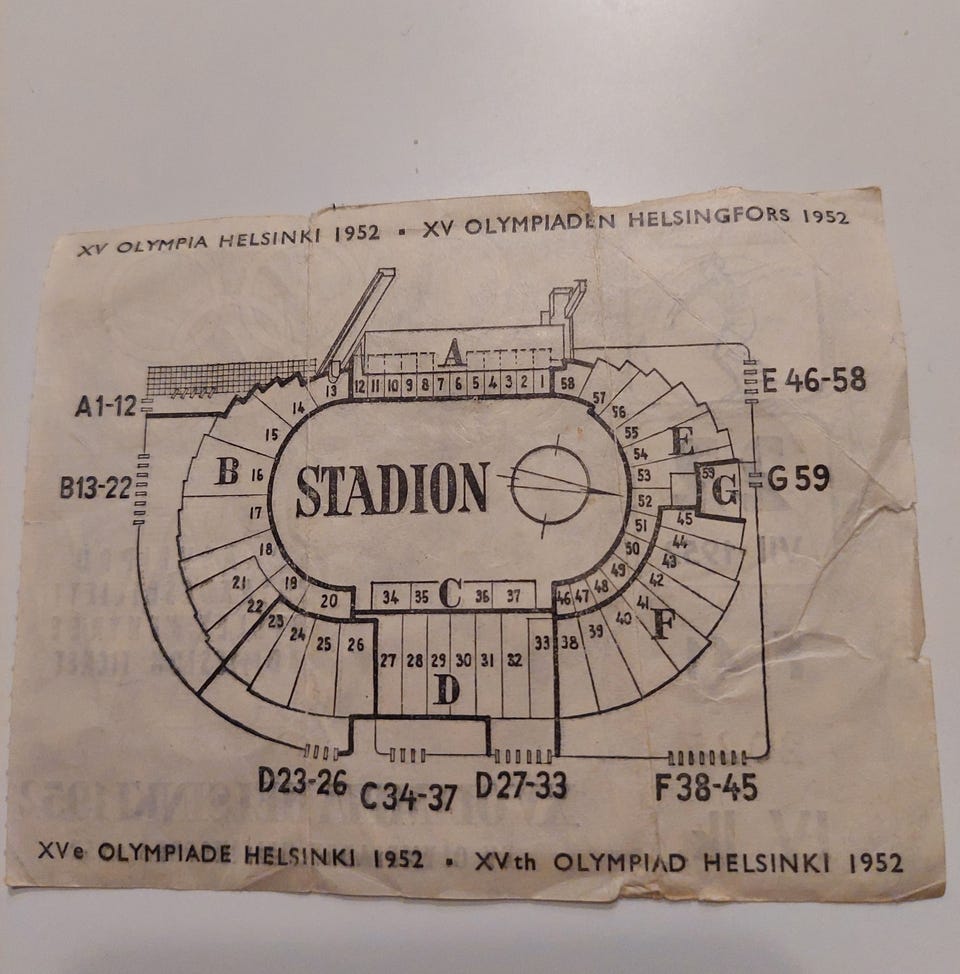 XV OLYMPIA HELSINKI 1952 • XV OLYMPIADEN HELSINGFORS 1952
A
12 11 10 9 8 7 6 5 4 3 2 1 58
13
14
57
56
E 46-58
A1-12
15
55
E
54
B
16
53
59
G
G 59
B13-22
STADION
17
52
51
45
18
50
44
49
43
21
19
48
42
22
20
34 35 C 36 37
46 47
41
23
40
F
24
39
25
26
33 38
27 28 29 30 31 32
D
D23-26
C34-37
D27-33
F38-45
XVe OLYMPIADE HELSINKI 1952 • XVth OLYMPIAD HELSINKI 1952